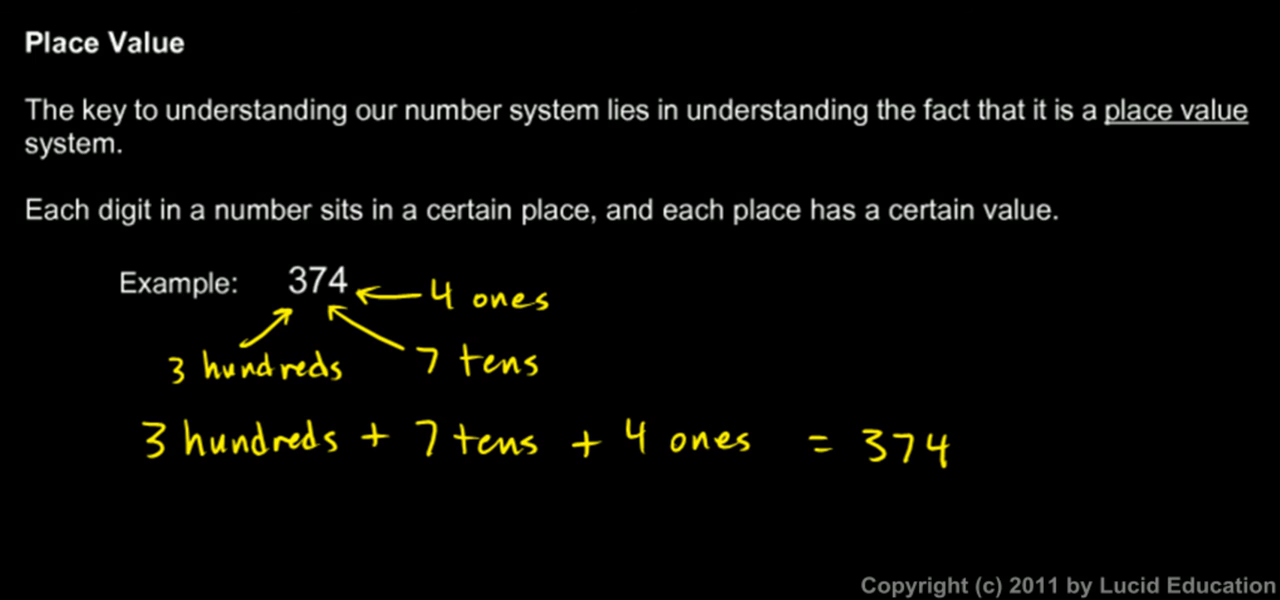 Place Value
The key to understanding our number system lies in understanding the fact that it is a place value
system.
Each digit in a number sits in a certain place, and each place has a certain value.
Example: 374 4 ones
3 hundreds 7 tens
3 hundreds + 7 tens + 4 ones = 374
Copyright (c) 2011 by Lucid Education